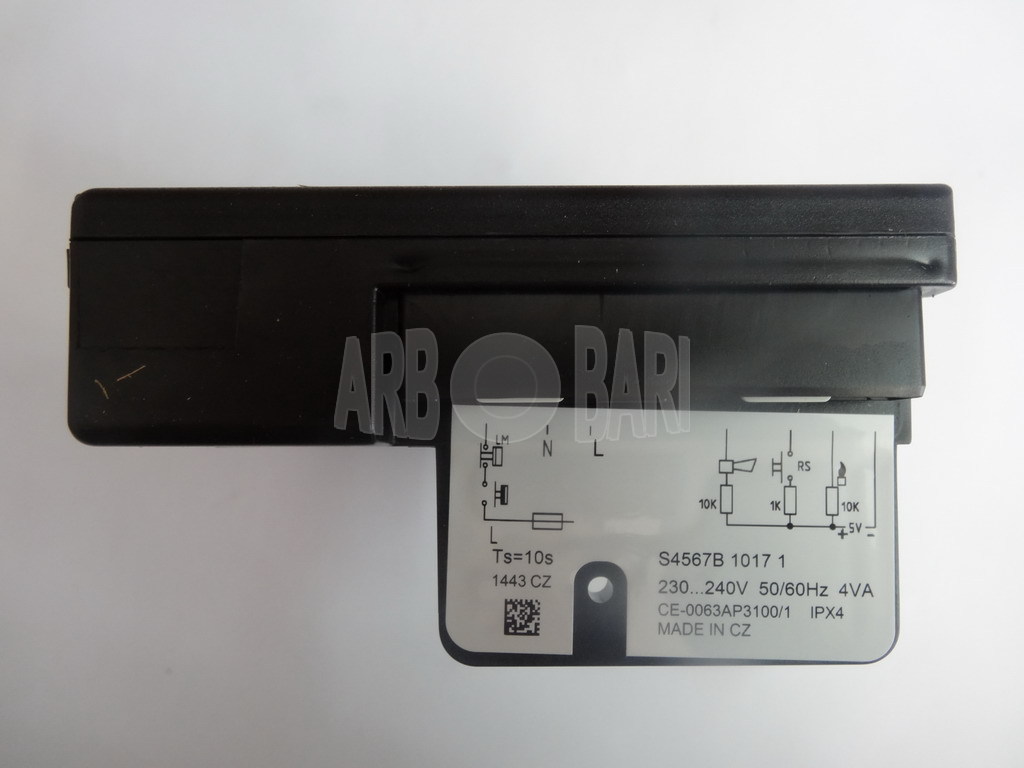 ARB BARI
LM N L
RS
10K 1K 10K
+ 5V -
L
Ts=10s
1443 CZ
S4567B 1017 1
230...240V 50/60Hz 4VA
CE-0063AP3100/1 IPX4
MADE IN CZ